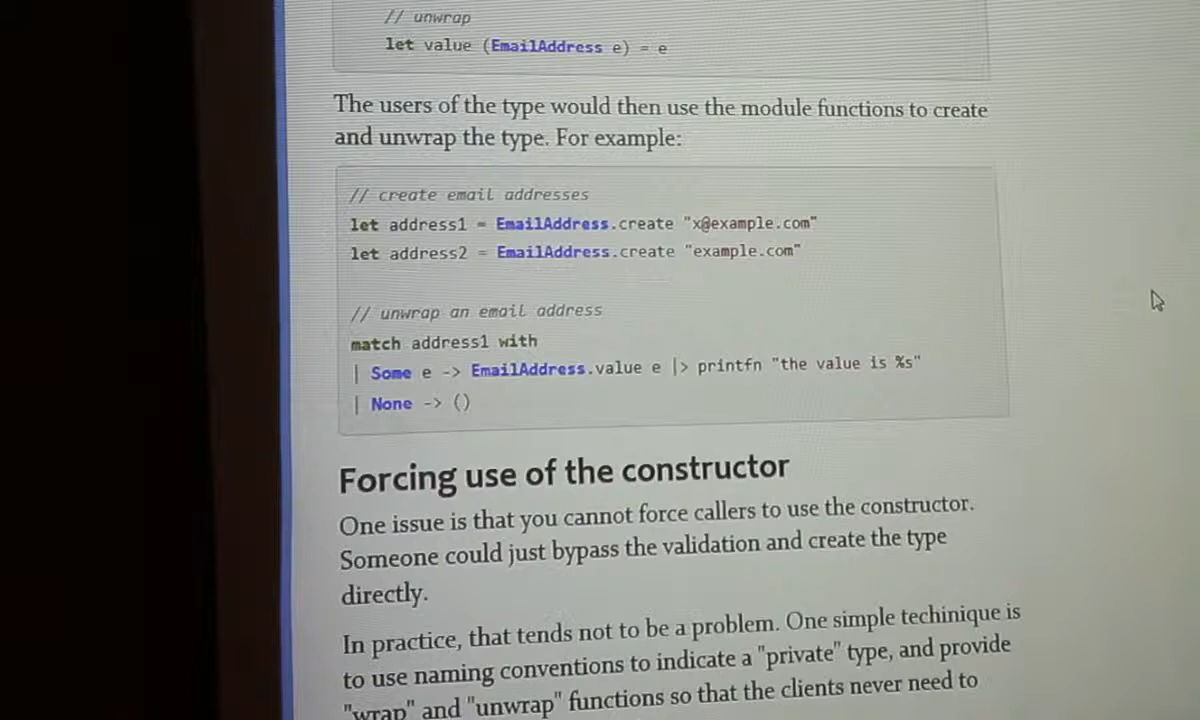 // unwrap
let value (EmailAddress e) = e
The users of the type would then use the module functions to create
and unwrap the type. For example:
// create email addresses
let address1 = EmailAddress.create "x@example.com"
let address2 = EmailAddress.create "example.com"
// unwrap an email address
match address1 with
| Some e -> EmailAddress.value e |> printfn "the value is %s"
| None -> ()
Forcing use of the constructor
One issue is that you cannot force callers to use the constructor.
Someone could just bypass the validation and create the type
directly.
In practice, that tends not to be a problem. One simple techinique is
to use naming conventions to indicate a "private" type, and provide
"wrap" and "unwrap" functions so that the clients never need to